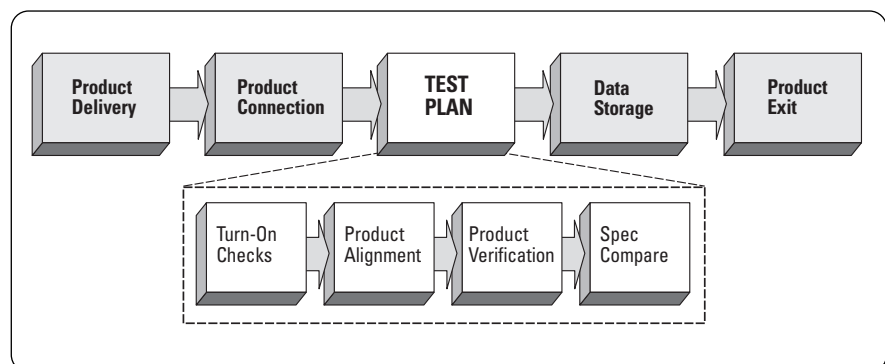 Product
Delivery
Product
Connection
TEST
PLAN
Data
Storage
Product
Exit
Turn-On
Checks
Product
Alignment
Product
Verification
Spec
Compare